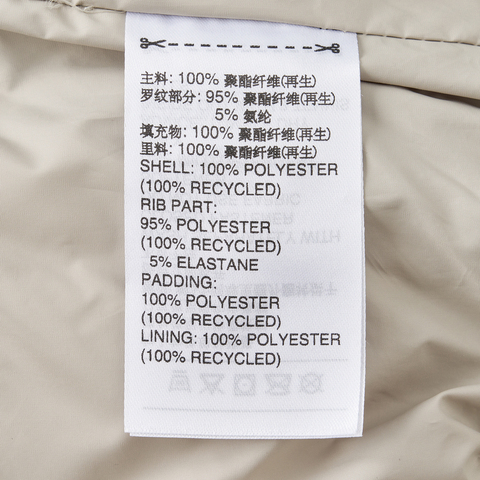 主料: 100% 聚酯纤维(再生)
罗纹部分: 95% 聚酯纤维(再生)
5% 氨纶
填充物: 100% 聚酯纤维(再生)
里料: 100% 聚酯纤维(再生)
SHELL: 100% POLYESTER
(100% RECYCLED)
RIB PART:
95% POLYESTER
(100% RECYCLED)
5% ELASTANE
PADDING:
100% POLYESTER
(100% RECYCLED)
LINING: 100% POLYESTER
(100% RECYCLED)